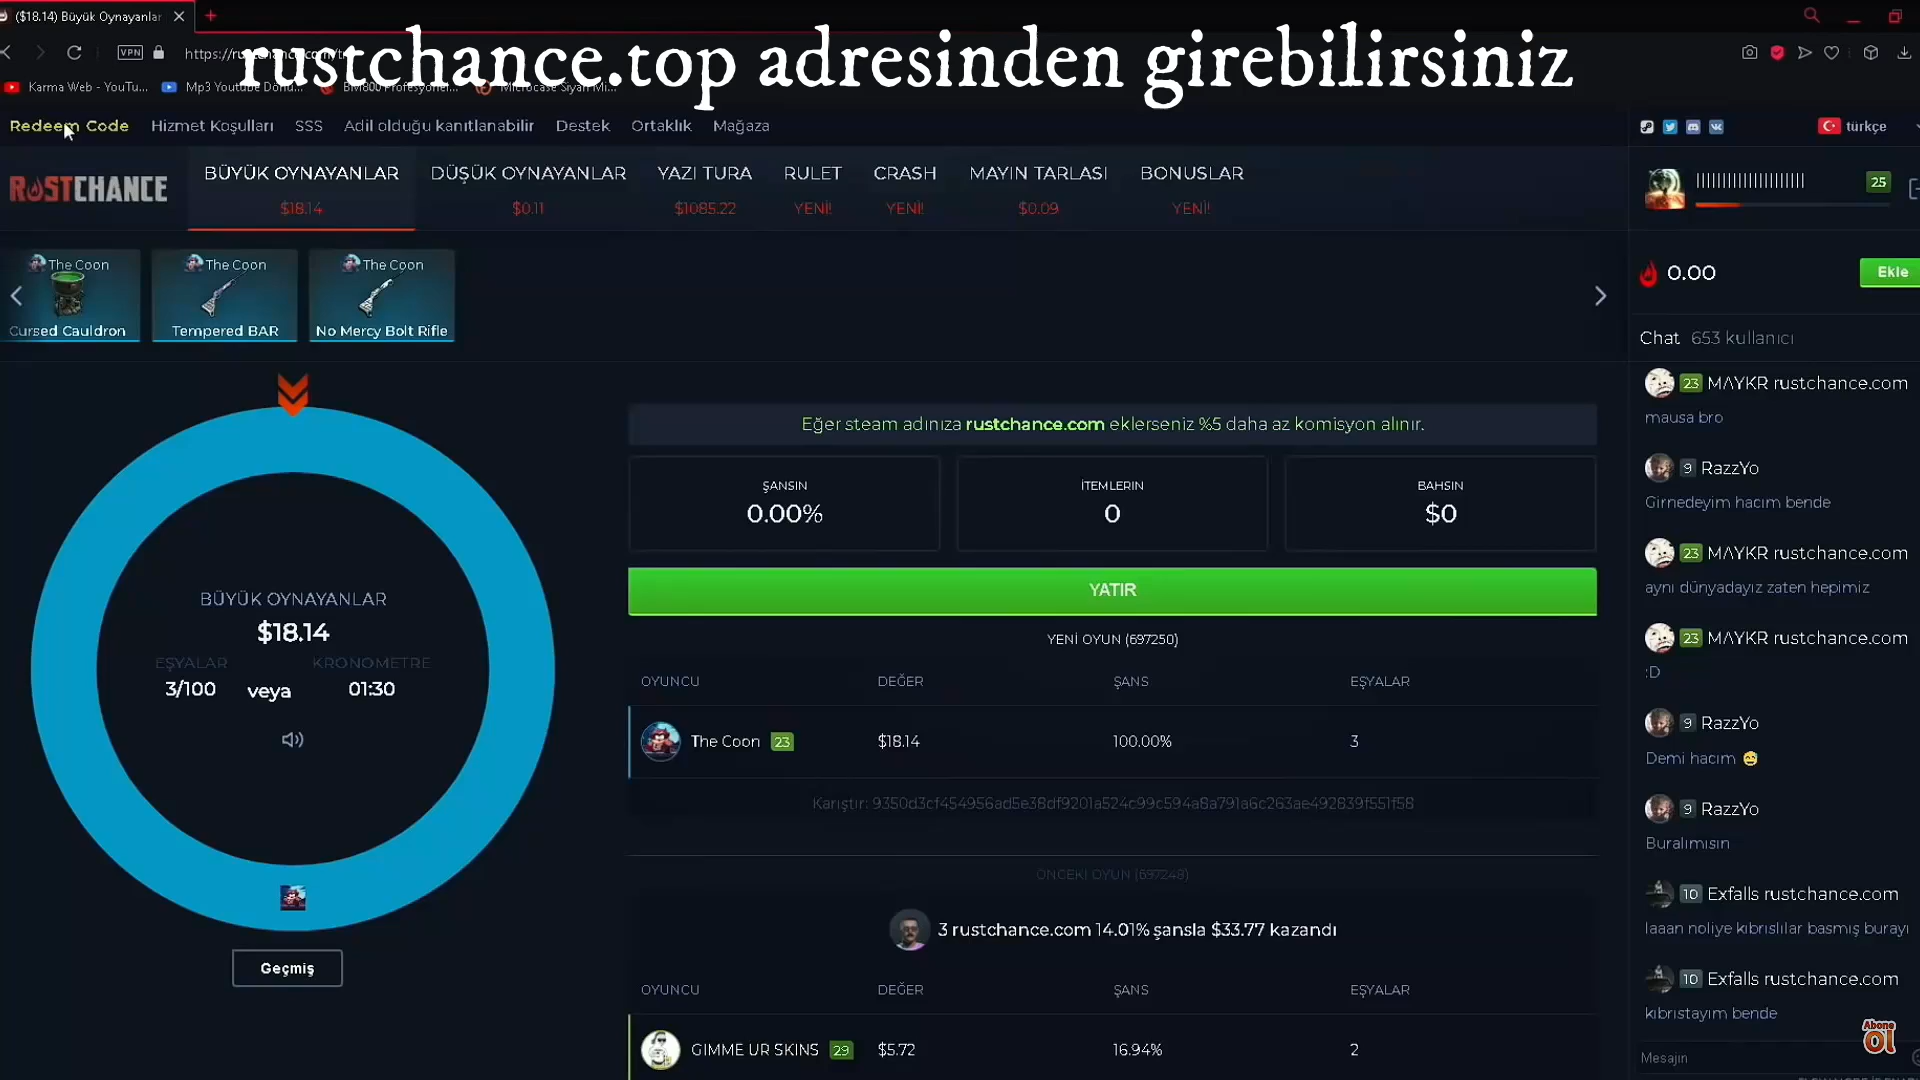 ($18.14) Büyük Oynayanlar
rustchance.top adresinden girebilirsiniz
VPN
Karma Web - YouTu...
Redeem Code Hizmet Koşulları SSS Adil olduğu kanıtlanabilir Destek Ortaklık Mağaza
türkçe
RUSTCHANCE
BÜYÜK OYNAYANLAR DÜŞÜK OYNAYANLAR YAZI TURA RULET CRASH MAYIN TARLASI BONUSLAR
$18.14 $0.11 $1085.22 YENİ! YENİ! $0.09 YENİ!
25
The Coon
Cursed Cauldron
The Coon
Tempered BAR
The Coon
No Mercy Bolt Rifle
0.00
Ekle
Chat 653 kullanıcı
BÜYÜK OYNAYANLAR
$18.14
EŞYALAR KRONOMETRE
3/100 veya 01:30
Geçmiş
Eğer steam adınıza rustchance.com eklerseniz %5 daha az komisyon alınır.
ŞANSIN
0.00%
İTEMLERİN
0
BAHSIN
$0
YATIR
YENİ OYUN (697250)
OYUNCU DEĞER ŞANS EŞYALAR
The Coon 23 $18.14 100.00% 3
Karıştır: 9350d3cf454956ad5e38df9201a524c99c594a8a791a6c263ae492839f551f58
ÖNCEKİ OYUN (697248)
3 rustchance.com 14.01% şansla $33.77 kazandı
OYUNCU DEĞER ŞANS EŞYALAR
GIMME UR SKINS 29 $5.72 16.94% 2
23 M/\YKR rustchance.com
mausa bro
9 RazzYo
Girnedeyim hacım bende
23 M/\YKR rustchance.com
aynı dünyadayız zaten hepimiz
23 M/\YKR rustchance.com
:D
9 RazzYo
Demi hacım 😅
9 RazzYo
Buralımısın
10 Exfalls rustchance.com
laaan noliye kıbrıslılar basmış burayı
10 Exfalls rustchance.com
kıbrıstayım bende
Mesajın
Abone
Ol